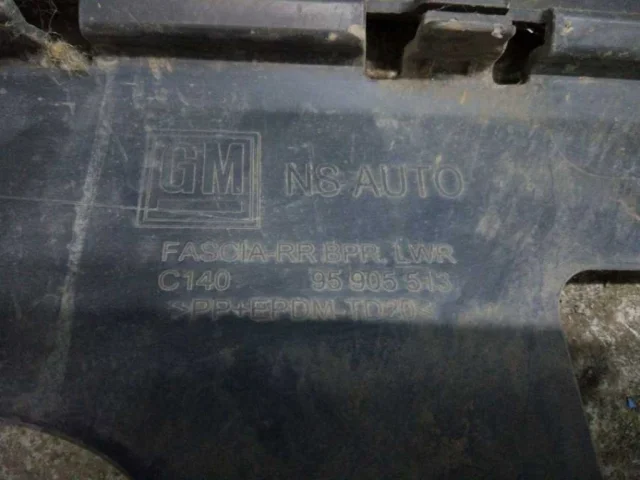 GM NS AUTO
FASCIA-RR BPR, LWR
C140 95 905 513
>PP+EPDM-TD20<